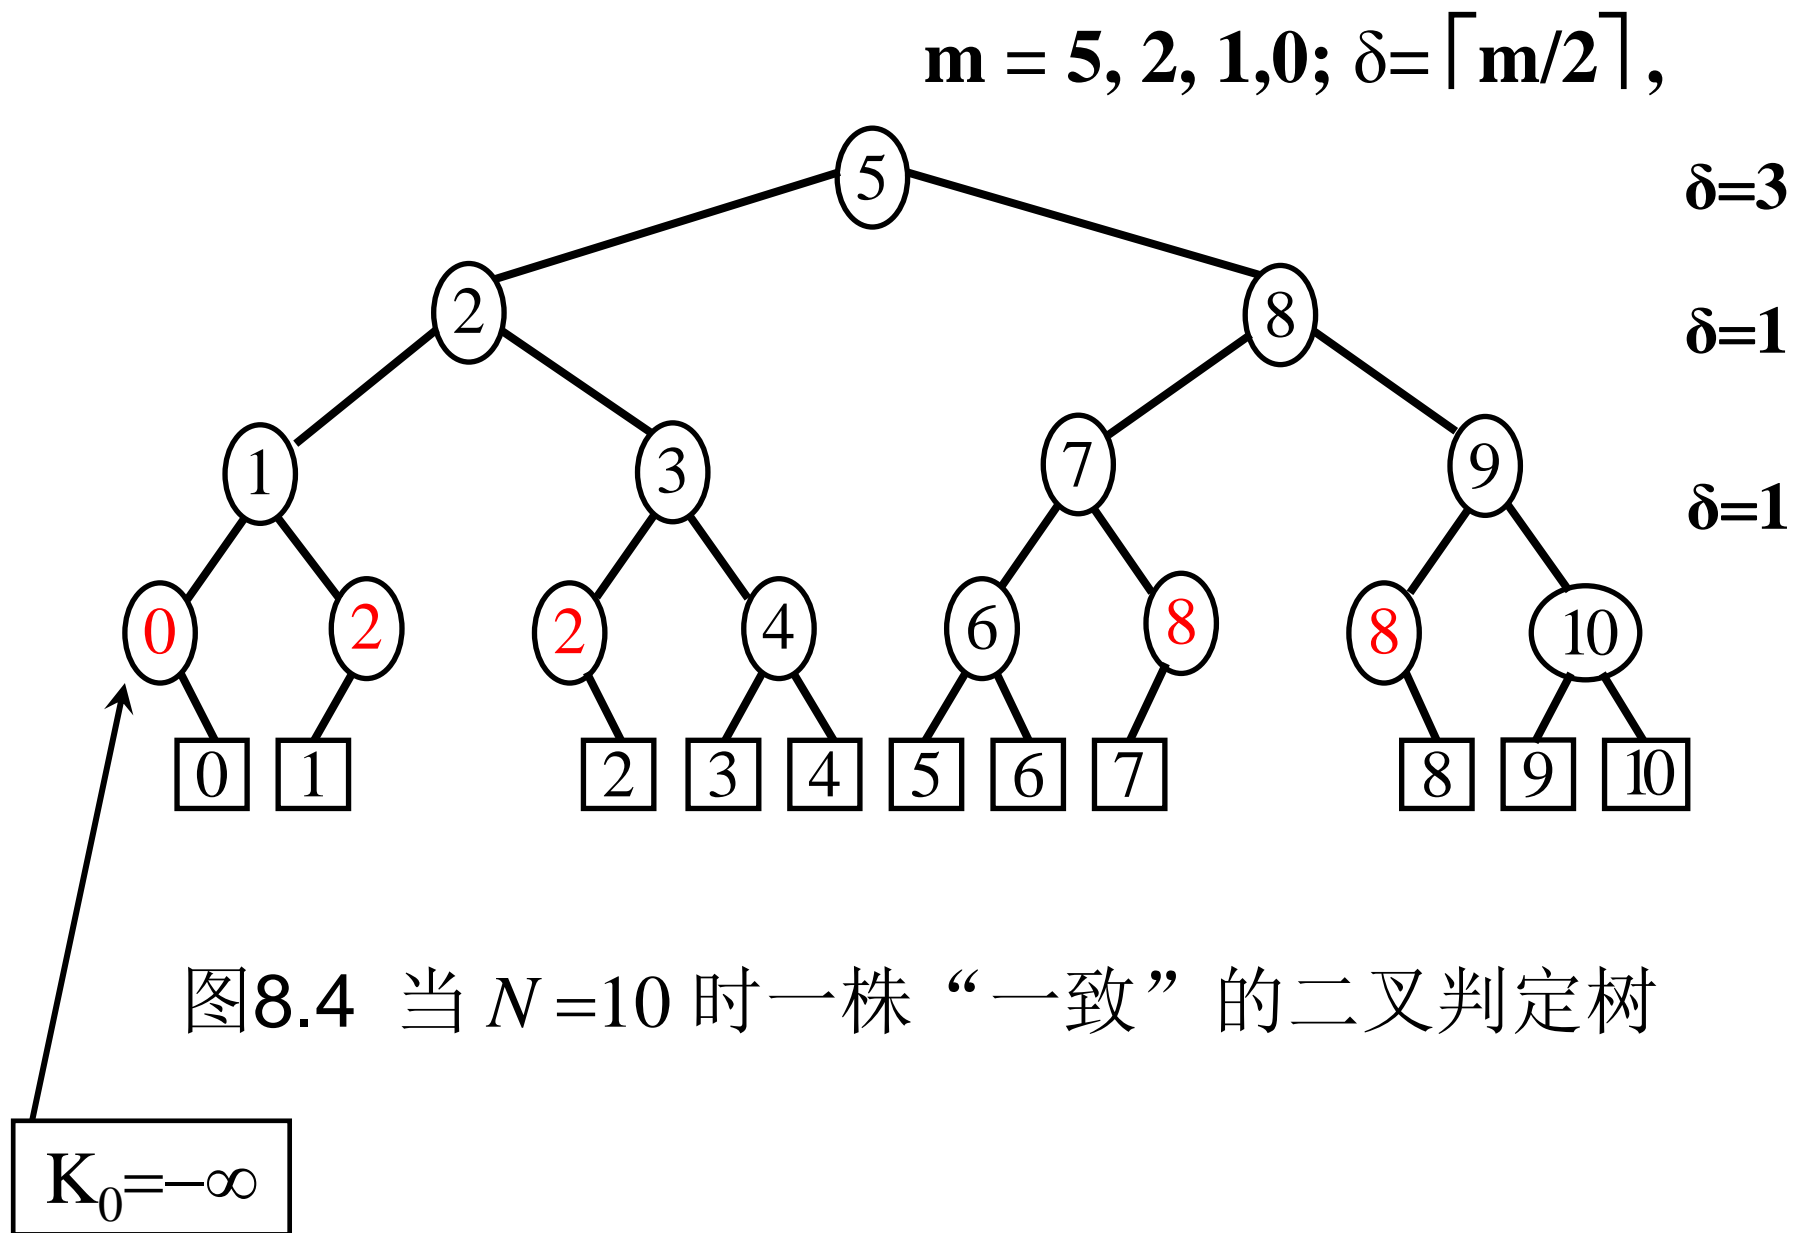 m = 5, 2, 1,0; δ=⌈m/2⌉ ,
5
δ=3
2 8
δ=1
1 3 7 9
δ=1
0 2 2 4 6 8 8 10
0 1 2 3 4 5 6 7 8 9 10
图8.4 当 N =10 时一株“一致”的二叉判定树
K₀=−∞